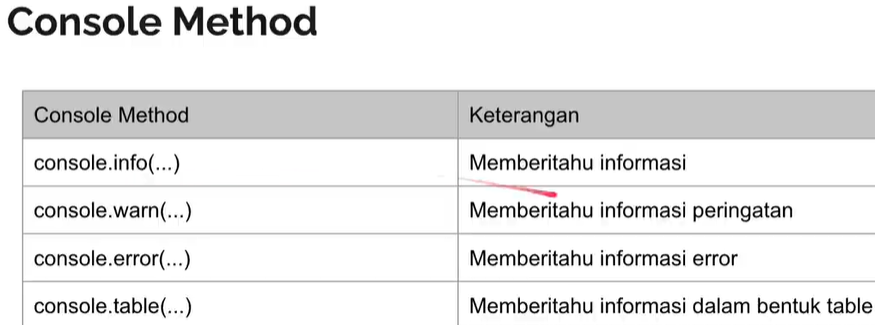 Console Method
Console Method Keterangan
console.info(...) Memberitahu informasi
console.warn(...) Memberitahu informasi peringatan
console.error(...) Memberitahu informasi error
console.table(...) Memberitahu informasi dalam bentuk table